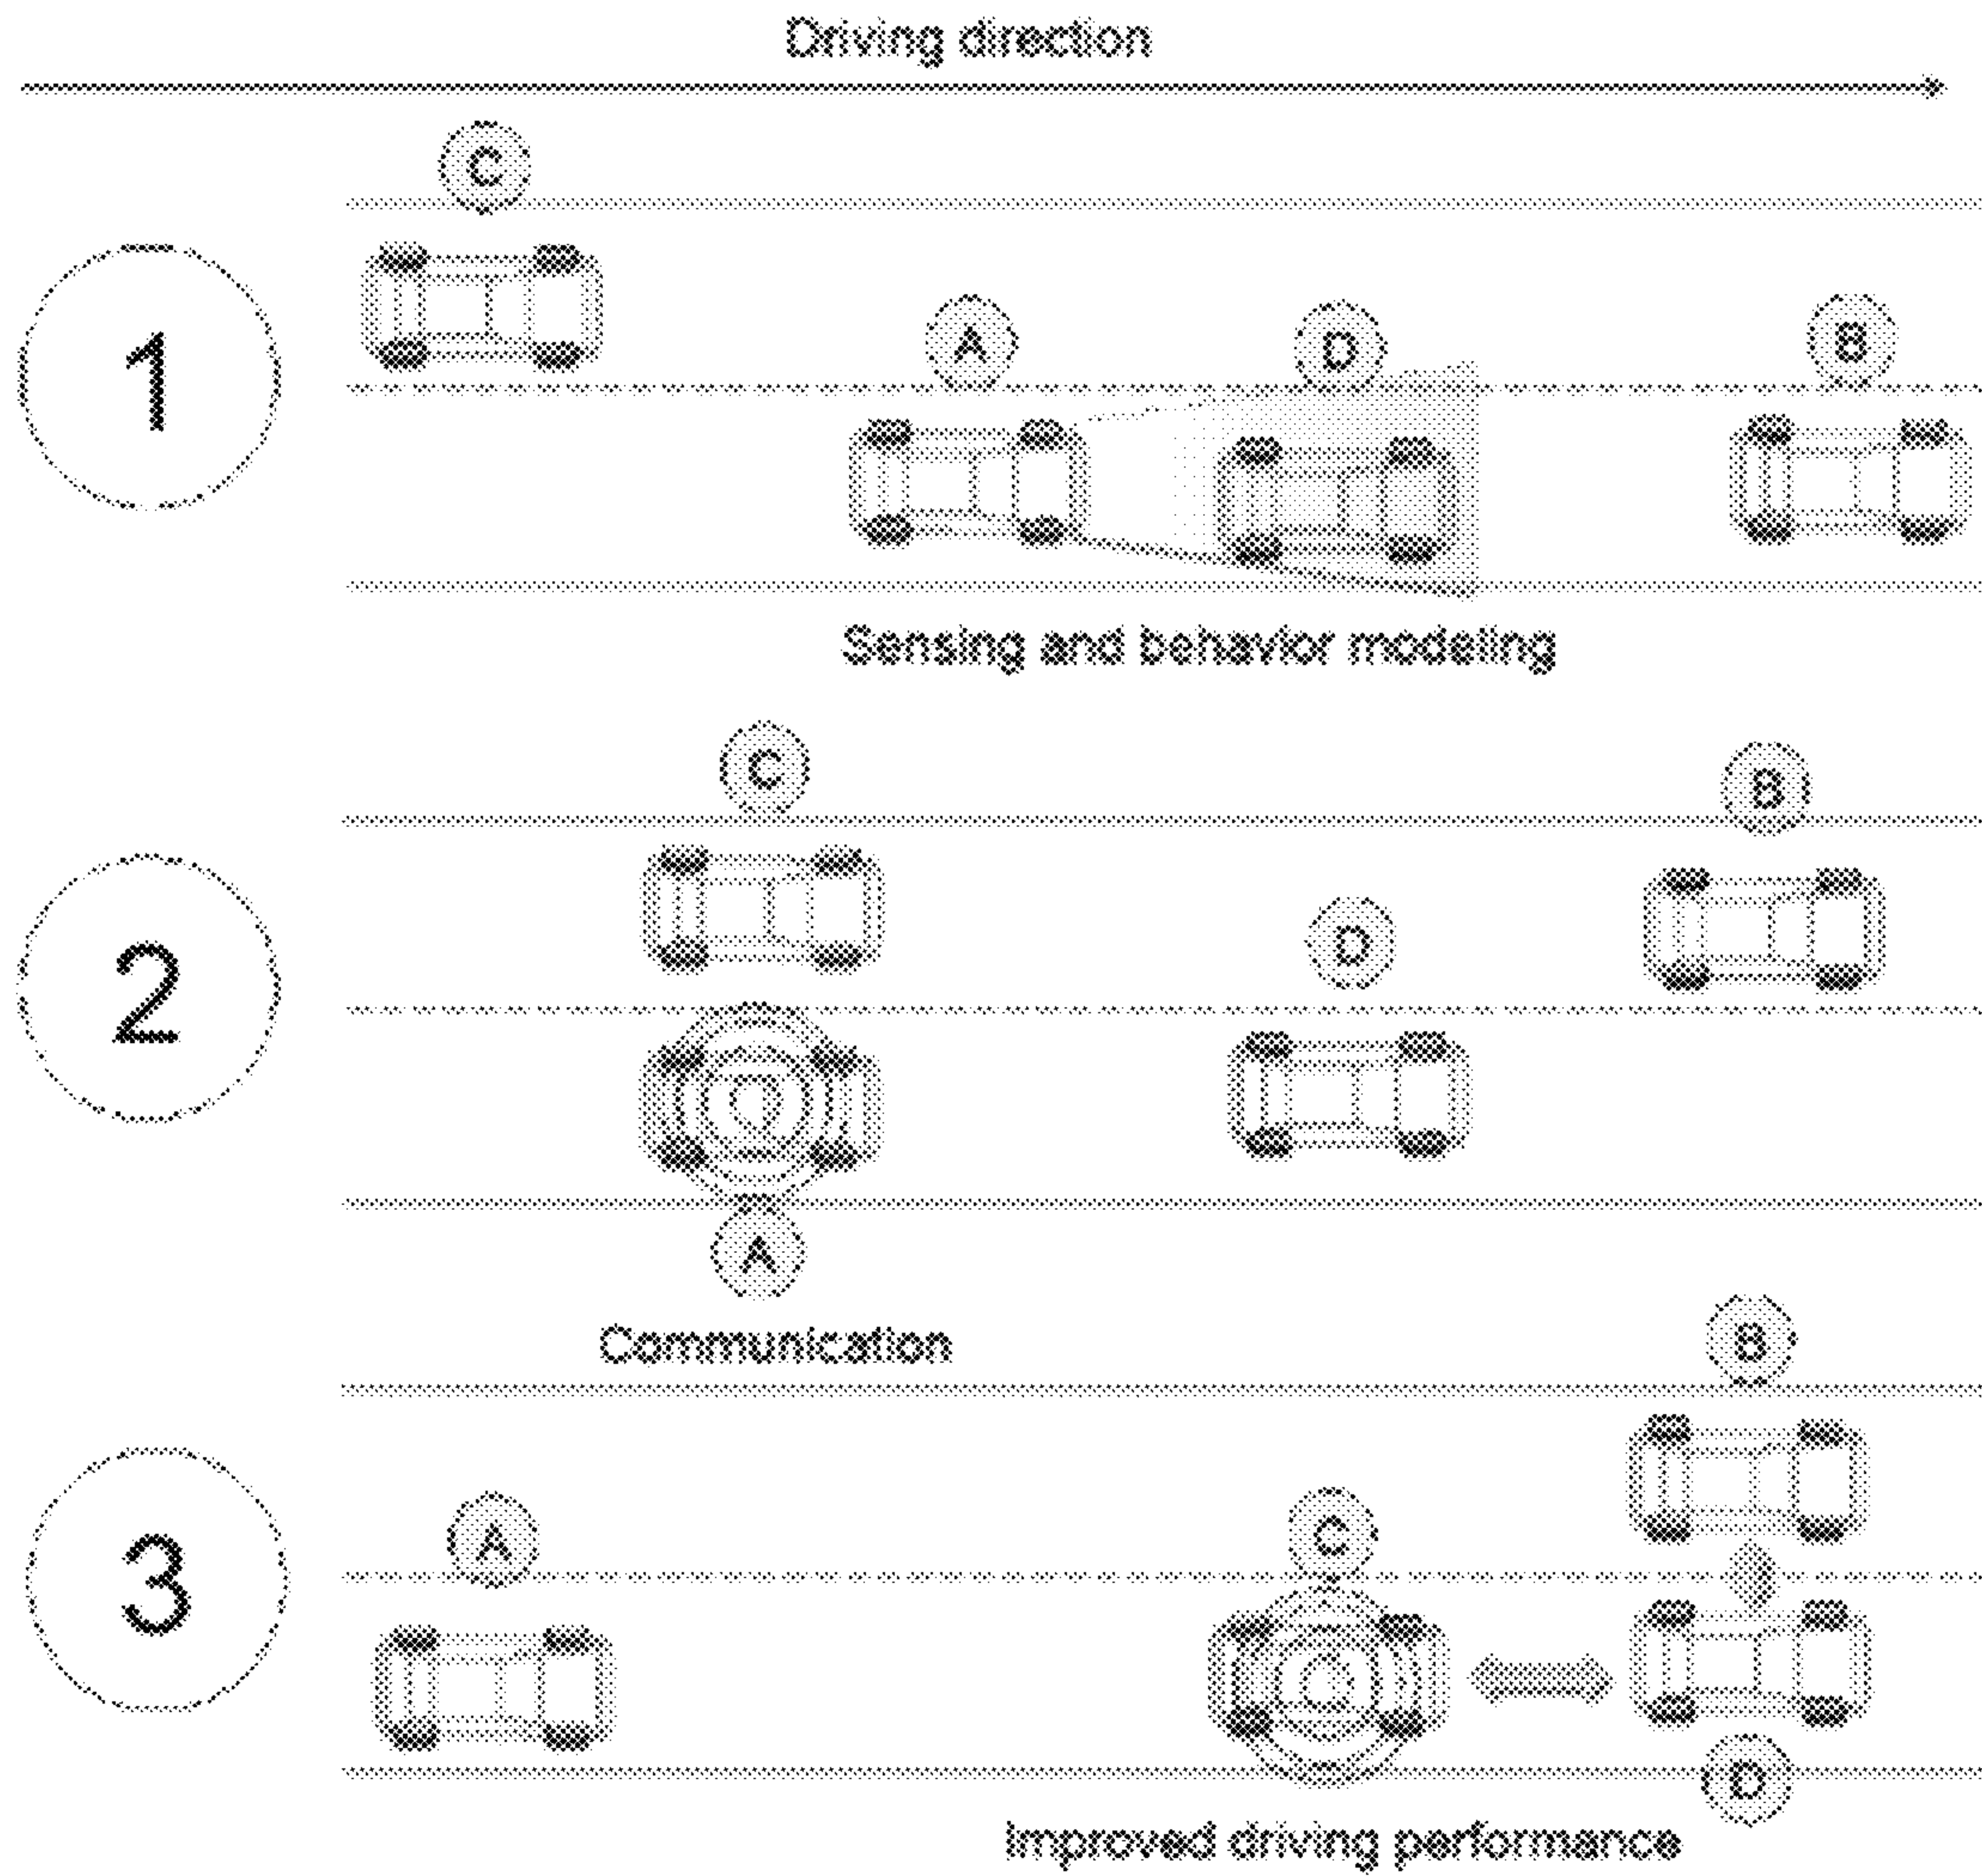 Driving direction
C
1
A
D
B
Sensing and behavior modeling
C
B
2
D
A
Communication
B
3
A
C
D
Improved driving performance